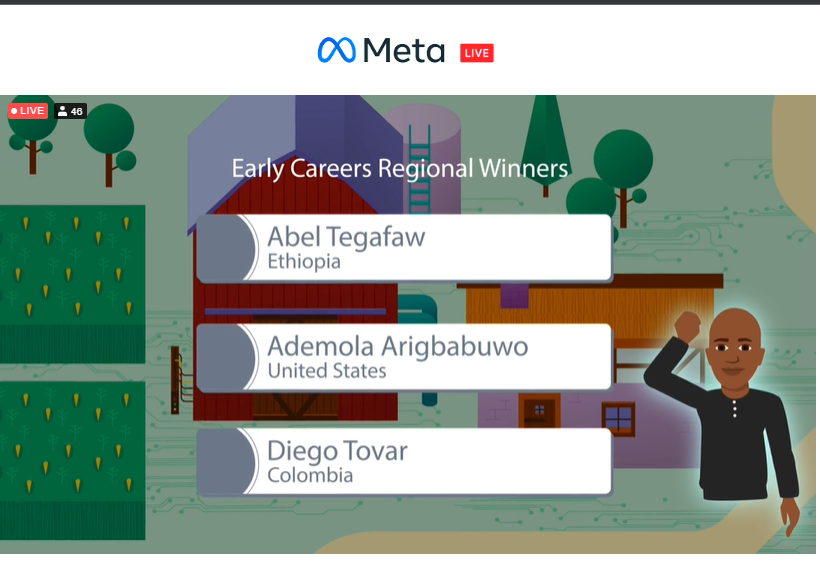 Meta LIVE
LIVE 46
Early Careers Regional Winners
Abel Tegafaw
Ethiopia
Ademola Arigbabuwo
United States
Diego Tovar
Colombia